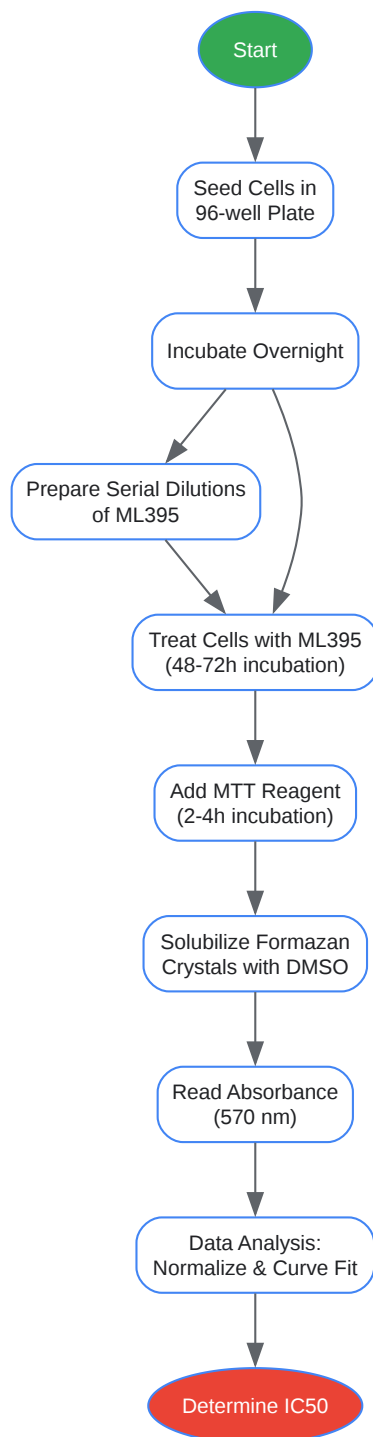 Start
Seed Cells in
96-well Plate
Incubate Overnight
Prepare Serial Dilutions
of ML395
Treat Cells with ML395
(48-72h incubation)
Add MTT Reagent
(2-4h incubation)
Solubilize Formazan
Crystals with DMSO
Read Absorbance
(570 nm)
Data Analysis:
Normalize & Curve Fit
Determine IC50